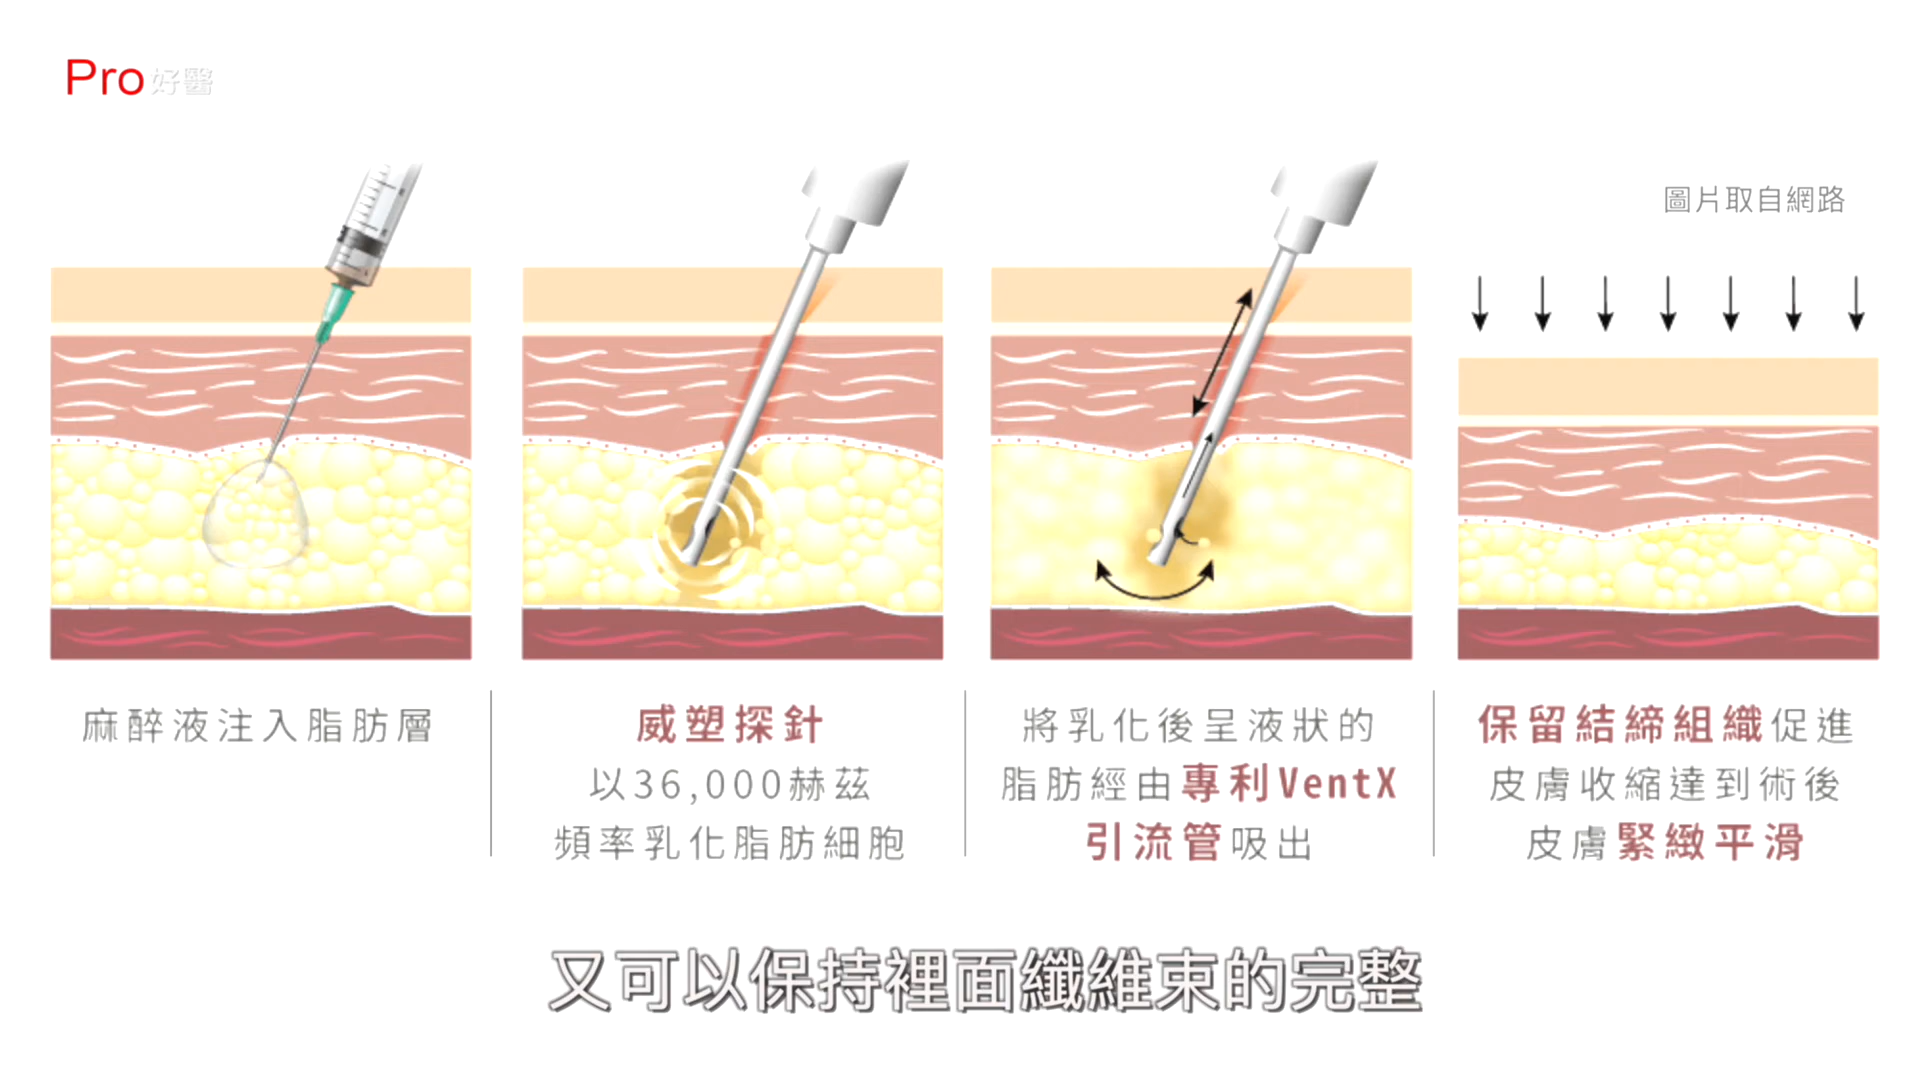 Pro好醫
圖片取自網路
麻醉液注入脂肪層
威塑探針
以36,000赫茲
頻率乳化脂肪細胞
將乳化後呈液狀的
脂肪經由專利VentX
引流管吸出
保留結締組織促進
皮膚收縮達到術後
皮膚緊緻平滑
又可以保持裡面纖維束的完整